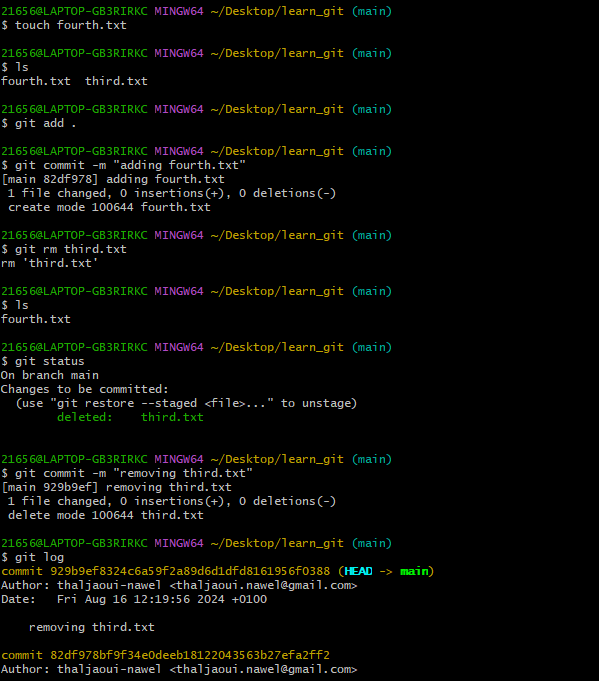 21656@LAPTOP-GB3RIRKC MINGW64 ~/Desktop/learn_git (main)
$ touch fourth.txt
21656@LAPTOP-GB3RIRKC MINGW64 ~/Desktop/learn_git (main)
$ ls
fourth.txt  third.txt
21656@LAPTOP-GB3RIRKC MINGW64 ~/Desktop/learn_git (main)
$ git add .
21656@LAPTOP-GB3RIRKC MINGW64 ~/Desktop/learn_git (main)
$ git commit -m "adding fourth.txt"
[main 82df978] adding fourth.txt
 1 file changed, 0 insertions(+), 0 deletions(-)
 create mode 100644 fourth.txt
21656@LAPTOP-GB3RIRKC MINGW64 ~/Desktop/learn_git (main)
$ git rm third.txt
rm 'third.txt'
21656@LAPTOP-GB3RIRKC MINGW64 ~/Desktop/learn_git (main)
$ ls
fourth.txt
21656@LAPTOP-GB3RIRKC MINGW64 ~/Desktop/learn_git (main)
$ git status
On branch main
Changes to be committed:
  (use "git restore --staged <file>..." to unstage)
        deleted:    third.txt
21656@LAPTOP-GB3RIRKC MINGW64 ~/Desktop/learn_git (main)
$ git commit -m "removing third.txt"
[main 929b9ef] removing third.txt
 1 file changed, 0 insertions(+), 0 deletions(-)
 delete mode 100644 third.txt
21656@LAPTOP-GB3RIRKC MINGW64 ~/Desktop/learn_git (main)
$ git log
commit 929b9ef8324c6a59f2a89d6d1dfd8161956f0388 (HEAD -> main)
Author: thaljaoui-nawel <thaljaoui.nawel@gmail.com>
Date:   Fri Aug 16 12:19:56 2024 +0100
    removing third.txt
commit 82df978bf9f34e0deeb18122043563b27efa2ff2
Author: thaljaoui-nawel <thaljaoui.nawel@gmail.com>